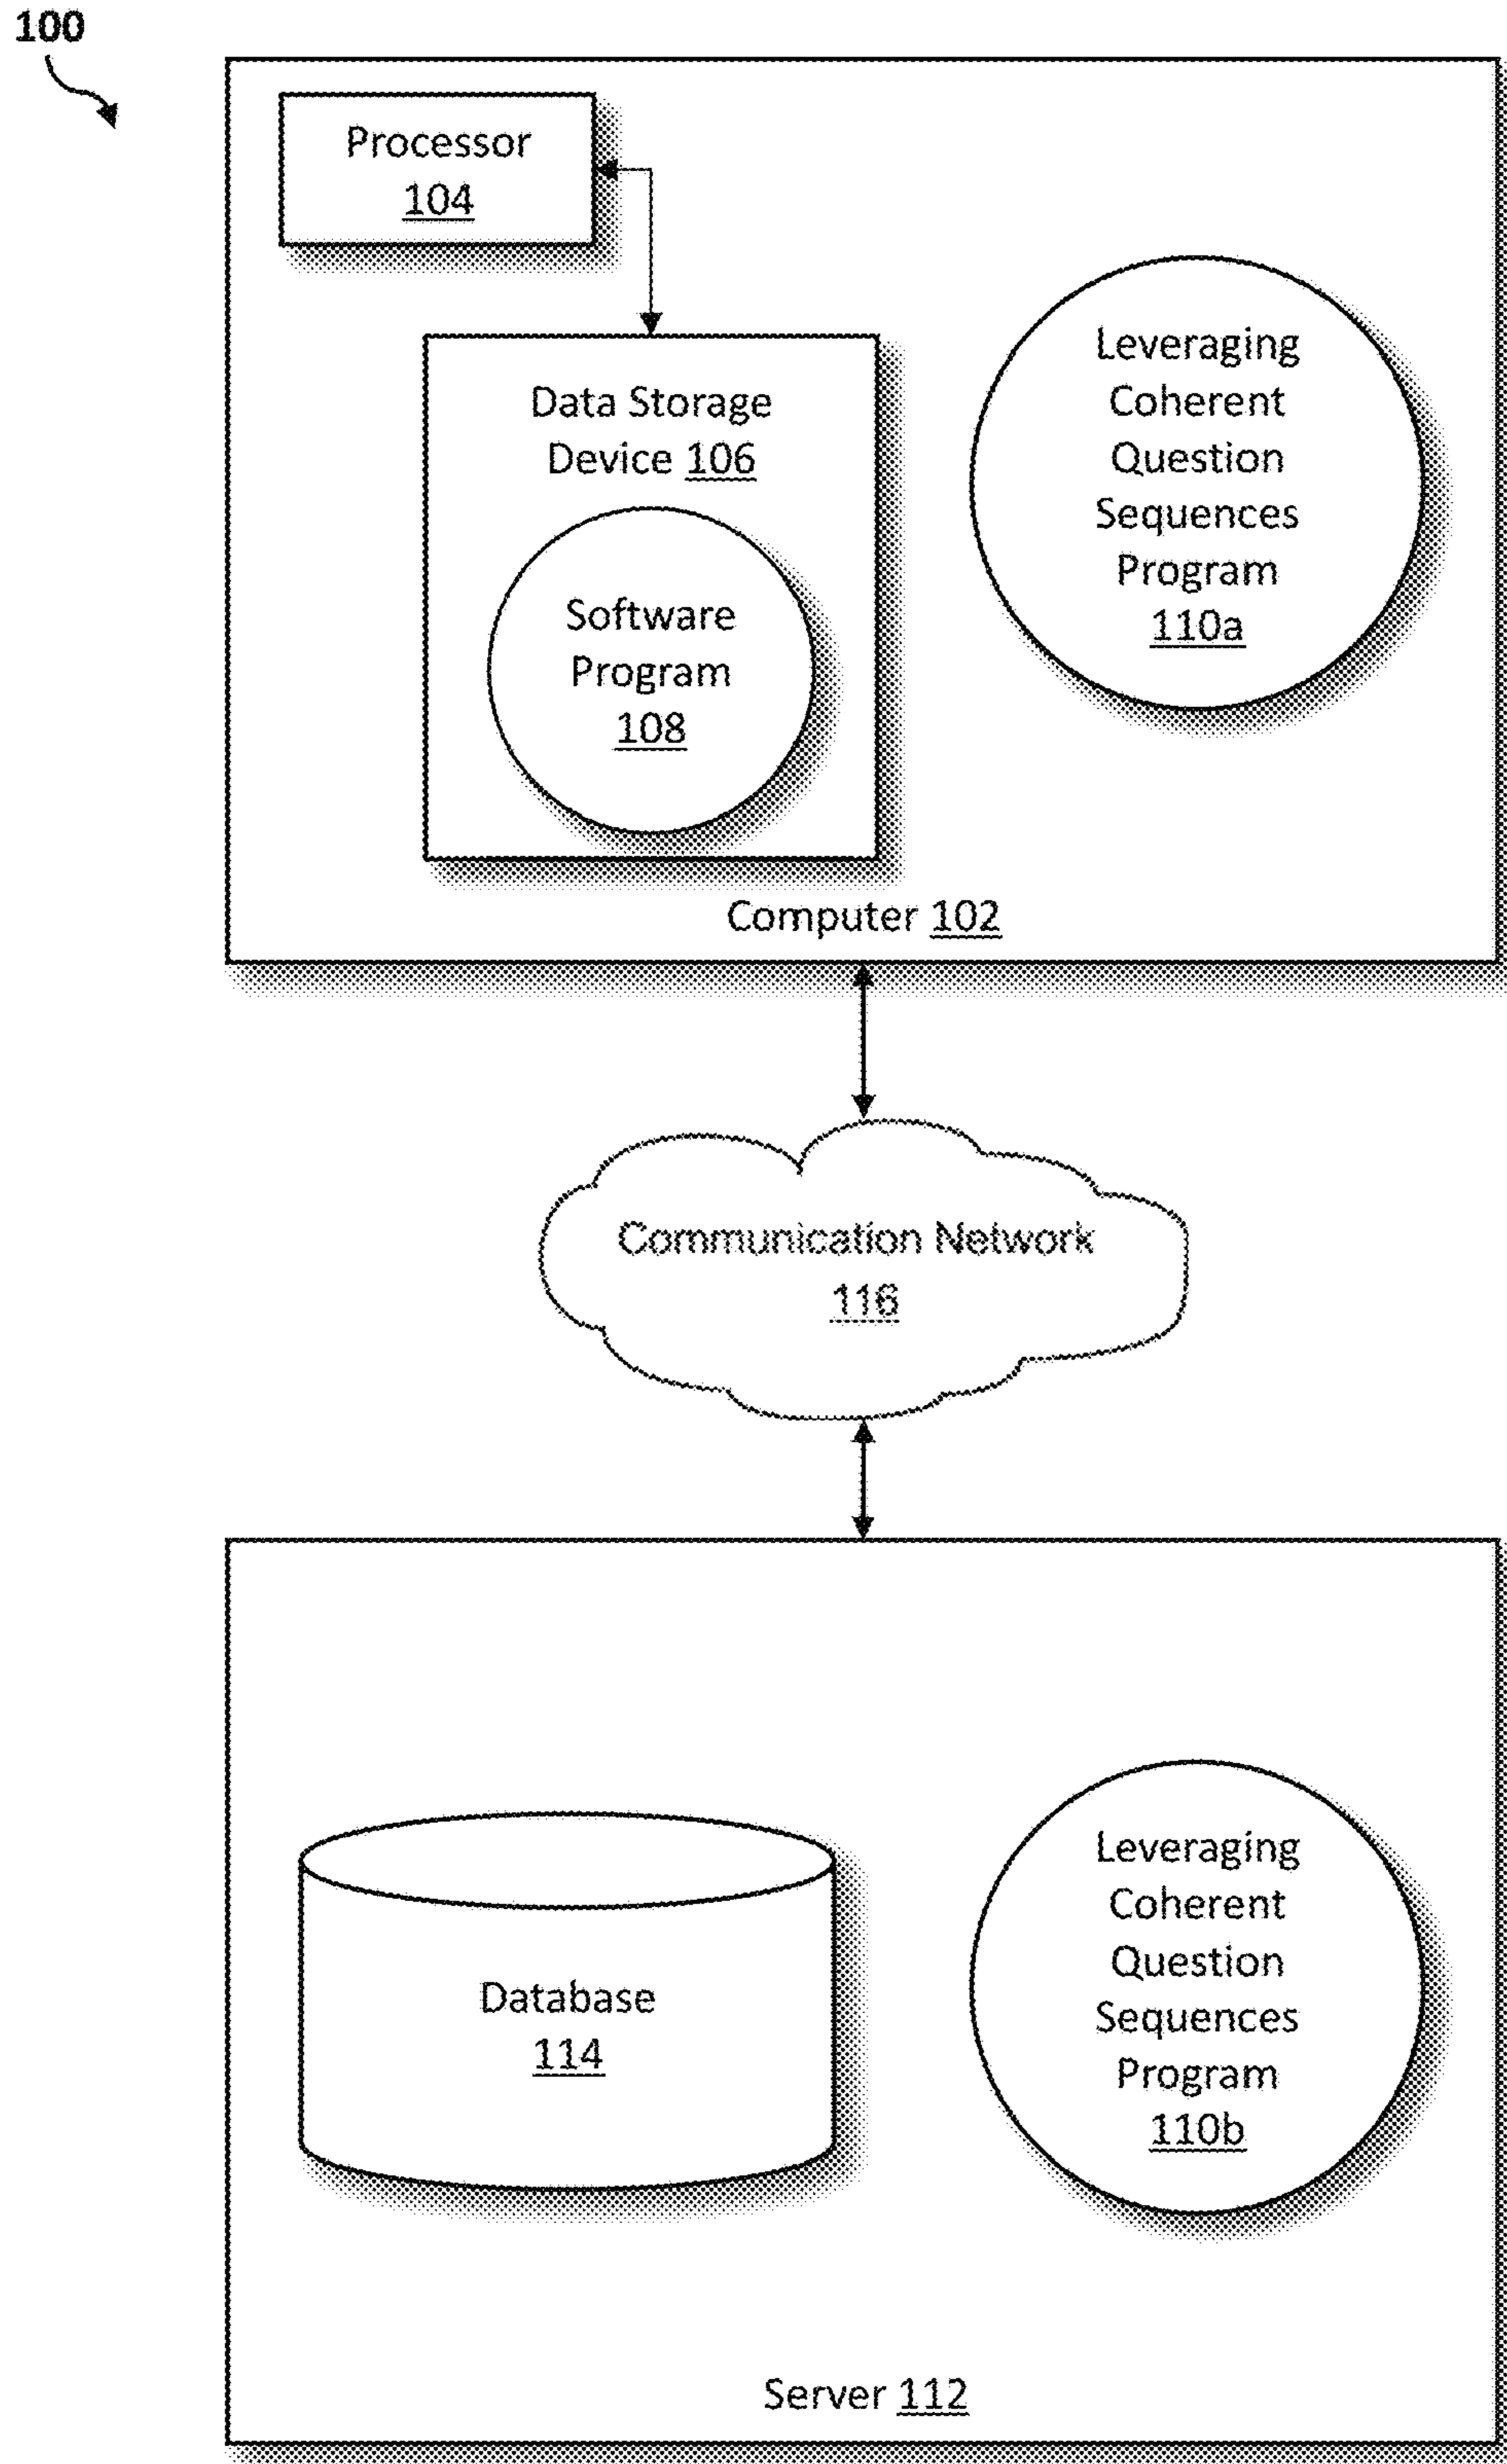 100
Processor
104
Data Storage
Device 106
Software
Program
108
Leveraging
Coherent
Question
Sequences
Program
110a
Computer 102
Communication Network
116
Database
114
Leveraging
Coherent
Question
Sequences
Program
110b
Server 112